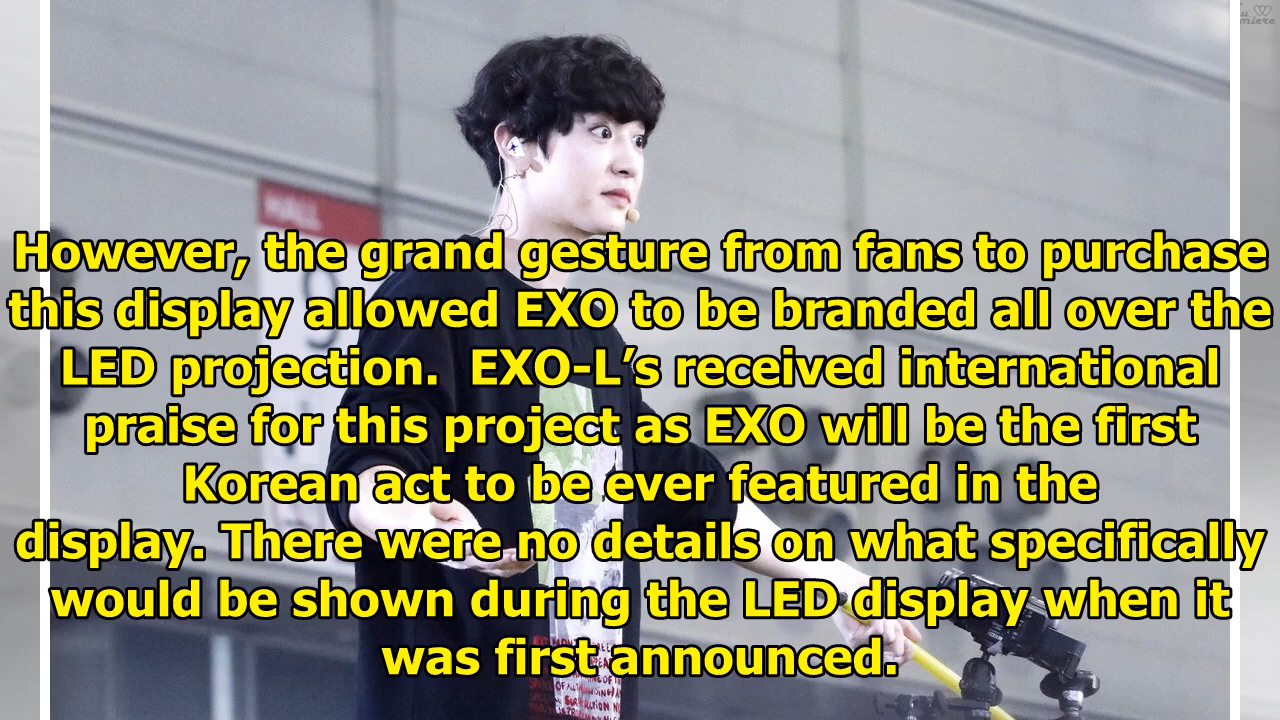 miere
HALL
9
However, the grand gesture from fans to purchase
this display allowed EXO to be branded all over the
LED projection.  EXO-L’s received international
praise for this project as EXO will be the first
Korean act to be ever featured in the
display. There were no details on what specifically
would be shown during the LED display when it
was first announced.